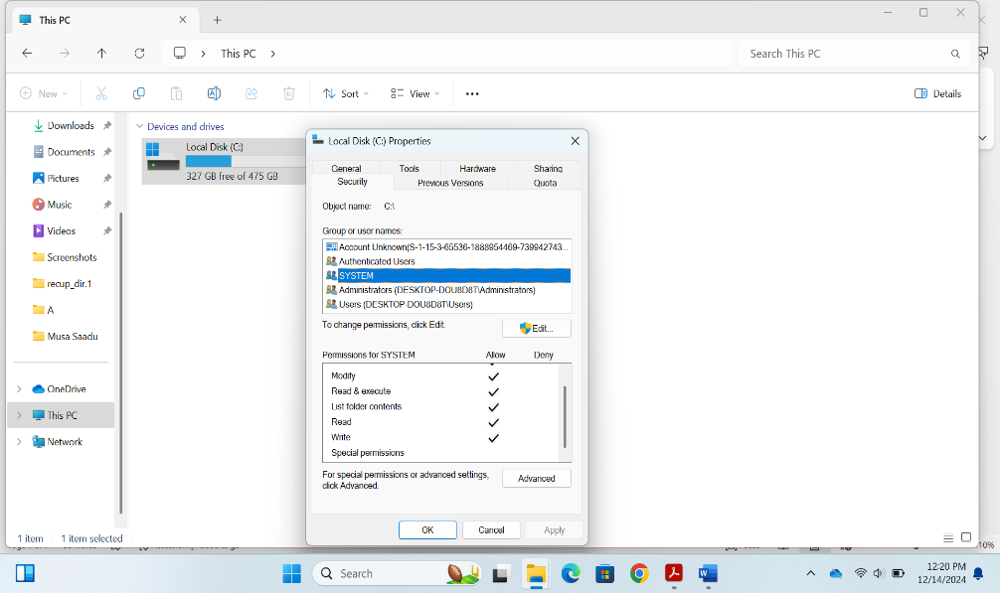 This PC
This PC
Search This PC
New
Sort
View
Details
Downloads
Documents
Pictures
Music
Videos
Screenshots
recup_dir.1
A
Musa Saadu
OneDrive
This PC
Network
Devices and drives
Local Disk (C:)
327 GB free of 475 GB
Local Disk (C:) Properties
General Tools Hardware Sharing
Security Previous Versions Quota
Object name: C:\
Group or user names:
Account Unknown(S-1-15-3-65536-1888954469-739942743...
Authenticated Users
SYSTEM
Administrators (DESKTOP-DOU8D8T\Administrators)
Users (DESKTOP-DOU8D8T\Users)
To change permissions, click Edit.
Edit...
Permissions for SYSTEM Allow Deny
Modify
Read & execute
List folder contents
Read
Write
Special permissions
For special permissions or advanced settings,
click Advanced.
Advanced
OK Cancel Apply
1 item 1 item selected
Search
12:20 PM
12/14/2024